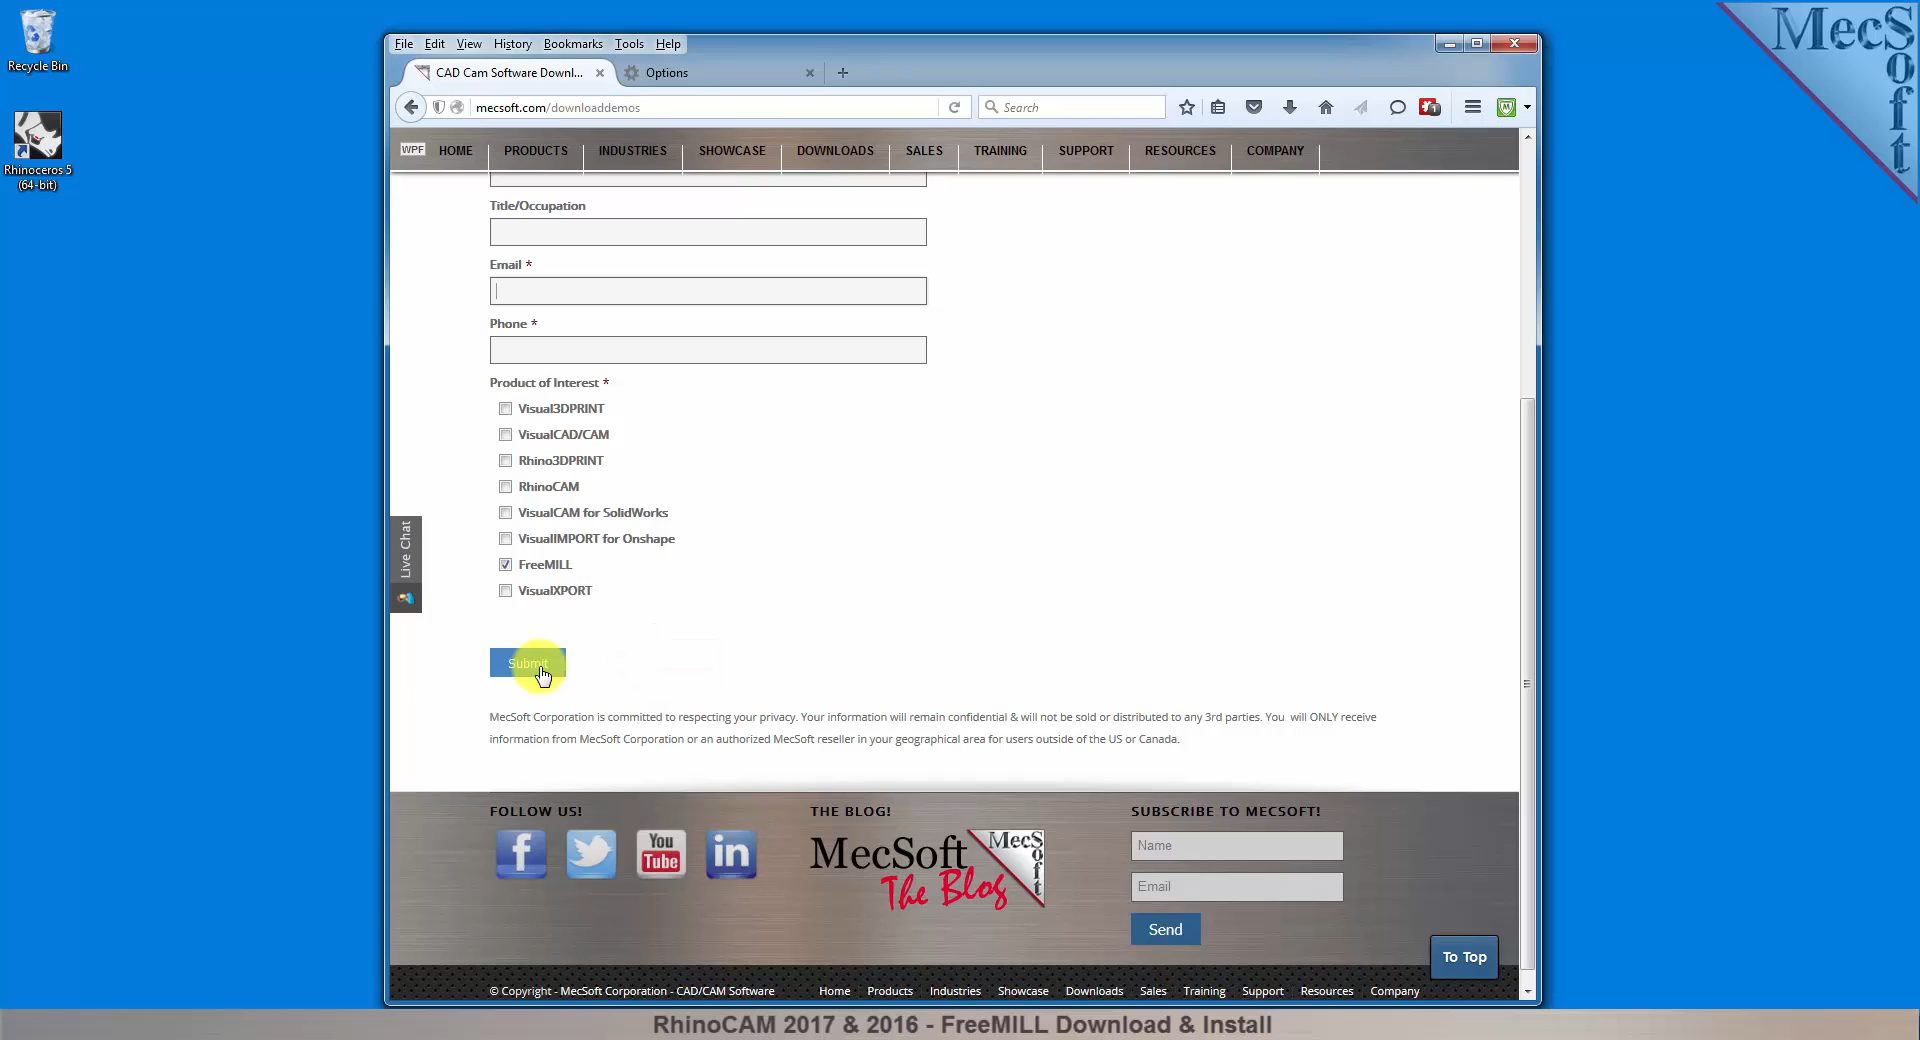 Recycle Bin
Rhinoceros 5
(64-bit)
MecSoft
File Edit View History Bookmarks Tools Help
CAD Cam Software Downl...
Options
mecsoft.com/downloaddemos
Search
1
WPF HOME PRODUCTS INDUSTRIES SHOWCASE DOWNLOADS SALES TRAINING SUPPORT RESOURCES COMPANY
Title/Occupation
Email *
Phone *
Product of Interest *
Visual3DPRINT
VisualCAD/CAM
Rhino3DPRINT
RhinoCAM
VisualCAM for SolidWorks
VisualIMPORT for Onshape
FreeMILL
VisualXPORT
Live Chat
Submit
MecSoft Corporation is committed to respecting your privacy. Your information will remain confidential & will not be sold or distributed to any 3rd parties. You will ONLY receive
information from MecSoft Corporation or an authorized MecSoft reseller in your geographical area for users outside of the US or Canada.
FOLLOW US!
f
You
Tube
in
THE BLOG!
MecSoft
The Blog
MecSoft
SUBSCRIBE TO MECSOFT!
Name
Email
Send
To Top
© Copyright - MecSoft Corporation - CAD/CAM Software
Home Products Industries Showcase Downloads Sales Training Support Resources Company
RhinoCAM 2017 & 2016 - FreeMILL Download & Install